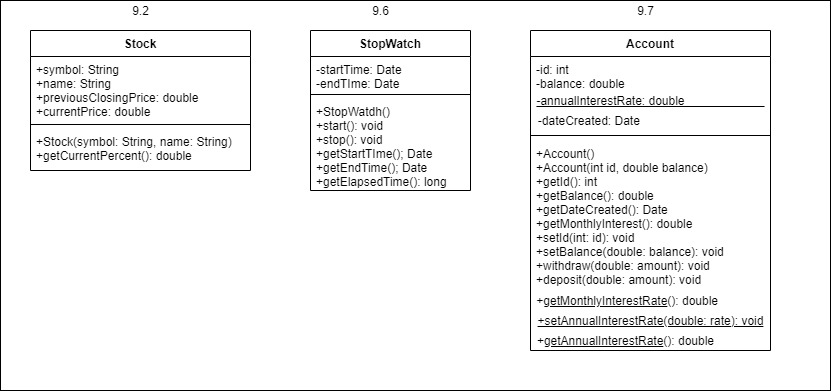 9.2
Stock
+symbol: String
+name: String
+previousClosingPrice: double
+currentPrice: double
+Stock(symbol: String, name: String)
+getCurrentPercent(): double
9.6
StopWatch
-startTime: Date
-endTIme: Date
+StopWatdh()
+start(): void
+stop(): void
+getStartTIme(); Date
+getEndTime(); Date
+getElapsedTime(): long
9.7
Account
-id: int
-balance: double
-annualInterestRate: double
-dateCreated: Date
+Account()
+Account(int id, double balance)
+getId(): int
+getBalance(): double
+getDateCreated(): Date
+getMonthlyInterest(): double
+setId(int: id): void
+setBalance(double: balance): void
+withdraw(double: amount): void
+deposit(double: amount): void
+getMonthlyInterestRate(): double
+setAnnualInterestRate(double: rate): void
+getAnnualInterestRate(): double